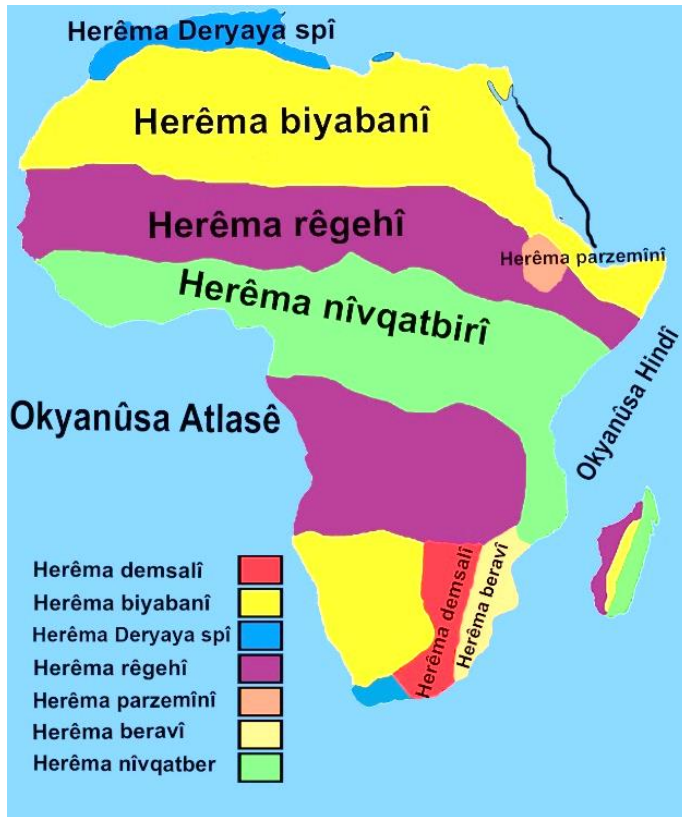 Herêma Deryaya spî
Herêma biyabanî
Herêma rêgehî
Herêma parzemînî
Herêma nîvqatbirî
Okyanûsa Hindî
Okyanûsa Atlasê
Herêma demsalî
Herêma beravî
Herêma demsalî
Herêma biyabanî
Herêma Deryaya spî
Herêma rêgehî
Herêma parzemînî
Herêma beravî
Herêma nîvqatber